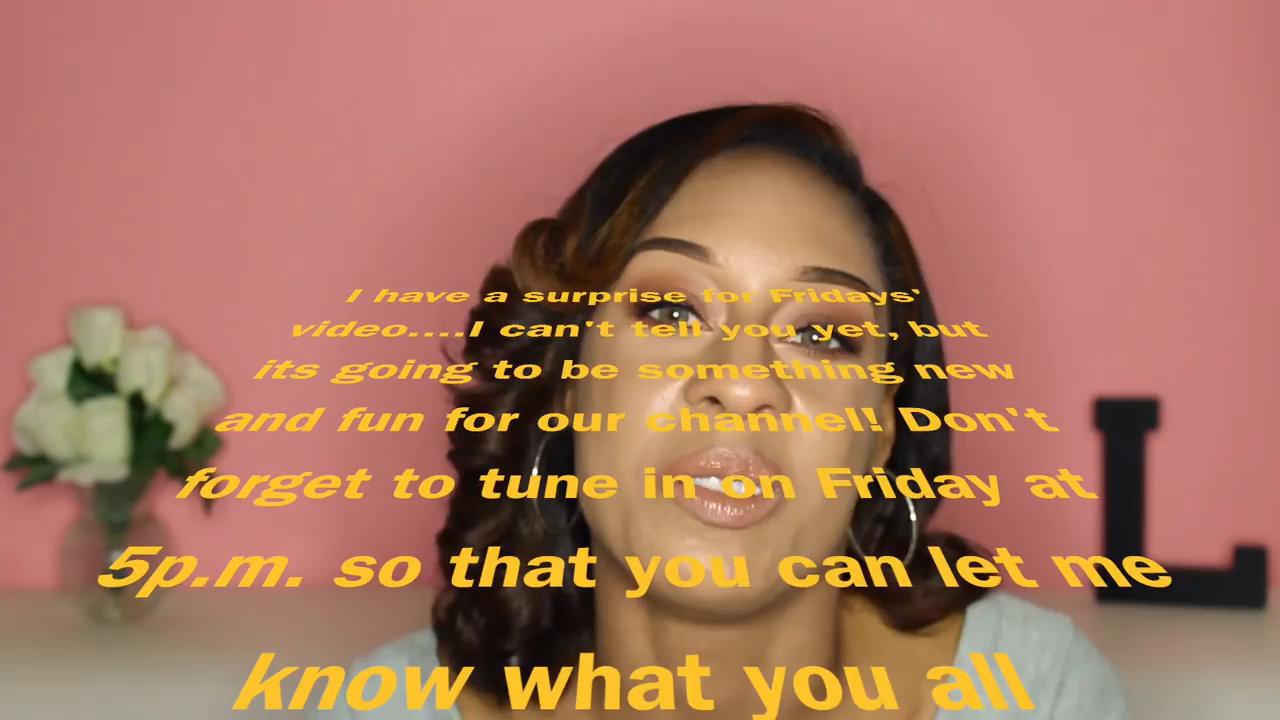 I have a surprise for Fridays'
video....I can't tell you yet, but
its going to be something new
and fun for our channel! Don't
forget to tune in on Friday at
5p.m. so that you can let me
know what you all
L